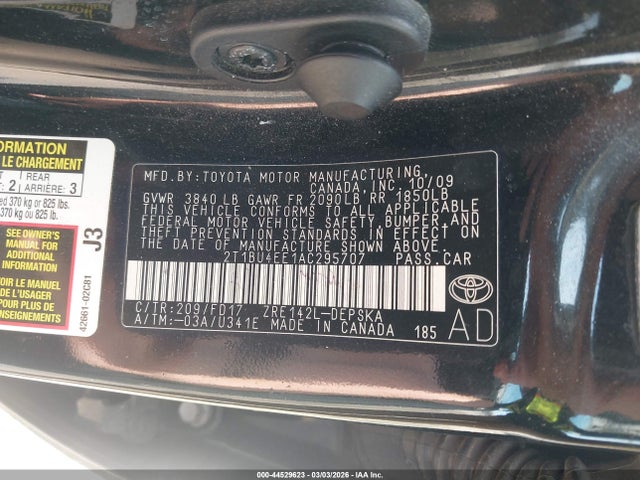 MFD.BY:TOYOTA MOTOR MANUFACTURING,
CANADA, INC. 10/09
GVWR 3840 LB GAWR FR 2090LB RR 1850LB
THIS VEHICLE CONFORMS TO ALL APPLICABLE
FEDERAL MOTOR VEHICLE SAFETY, BUMPER, AND
THEFT PREVENTION STANDARDS IN EFFECT ON
THE DATE OF MANUFACTURE SHOWN ABOVE.
2T1BU4EE1AC295707 PASS.CAR
C/TR:209/FD17 ZRE142L-DEPSKA
A/TM:-03A/U341E MADE IN CANADA 185
AD
ORMATION
LE CHARGEMENT
2
REAR
ARRIÈRE: 3
ed 370 kg or 825 lbs.
370 kg ou 825 lb.
SEE OWNER'S
MANUAL FOR
ADDITIONAL
INFORMATION
VOIR LE MANUEL
DE L'USAGER
POUR PLUS DE
RENSEIGNEMENTS
J3
42661-02C81
000-44529623 - 03/03/2026 - COPYRIGHT IAA, LLC.